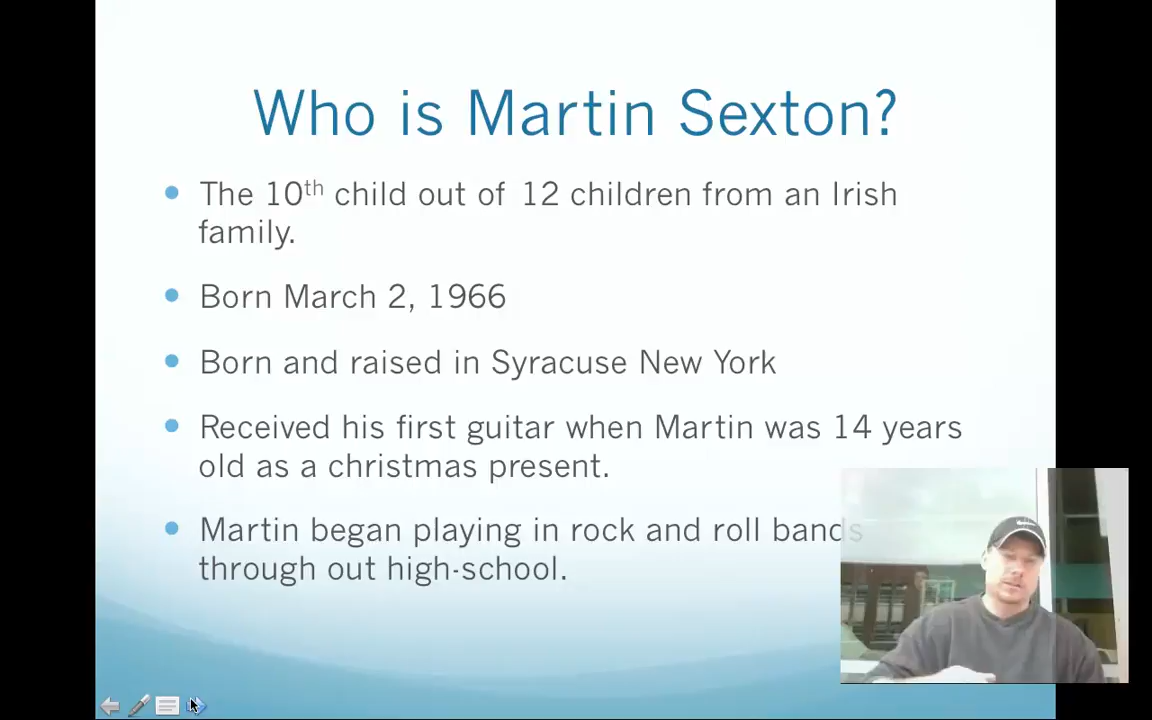 Who is Martin Sexton?
The 10th child out of 12 children from an Irish
family.
Born March 2, 1966
Born and raised in Syracuse New York
Received his first guitar when Martin was 14 years
old as a christmas present.
Martin began playing in rock and roll bands
through out high-school.